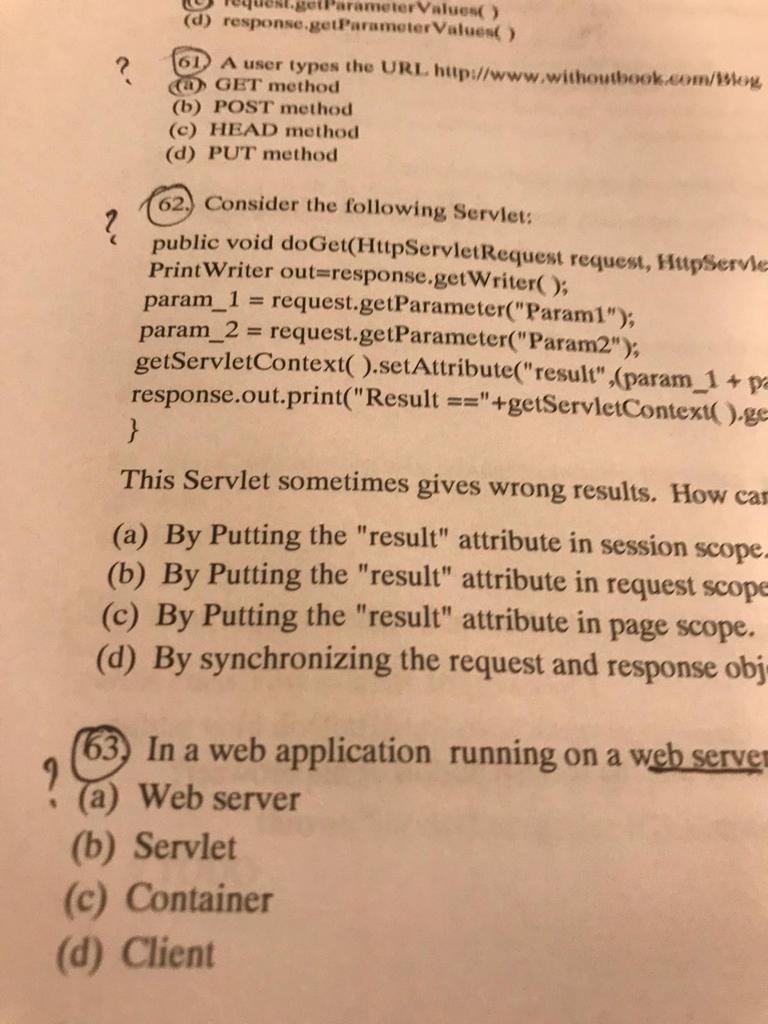 (c) request.getParameterValues( )
(d) response.getParameterValues( )
? 61) A user types the URL http://www.withoutbook.com/Blog
(a) GET method
(b) POST method
(c) HEAD method
(d) PUT method
? 62. Consider the following Servlet:
public void doGet(HttpServletRequest request, HttpServle
PrintWriter out=response.getWriter( );
param_1 = request.getParameter("Param1");
param_2 = request.getParameter("Param2");
getServletContext( ).setAttribute("result",(param_1 + pa
response.out.print("Result =="+getServletContext( ).ge
}
This Servlet sometimes gives wrong results. How can
(a) By Putting the "result" attribute in session scope.
(b) By Putting the "result" attribute in request scope
(c) By Putting the "result" attribute in page scope.
(d) By synchronizing the request and response obj
? 63) In a web application running on a web server
(a) Web server
(b) Servlet
(c) Container
(d) Client